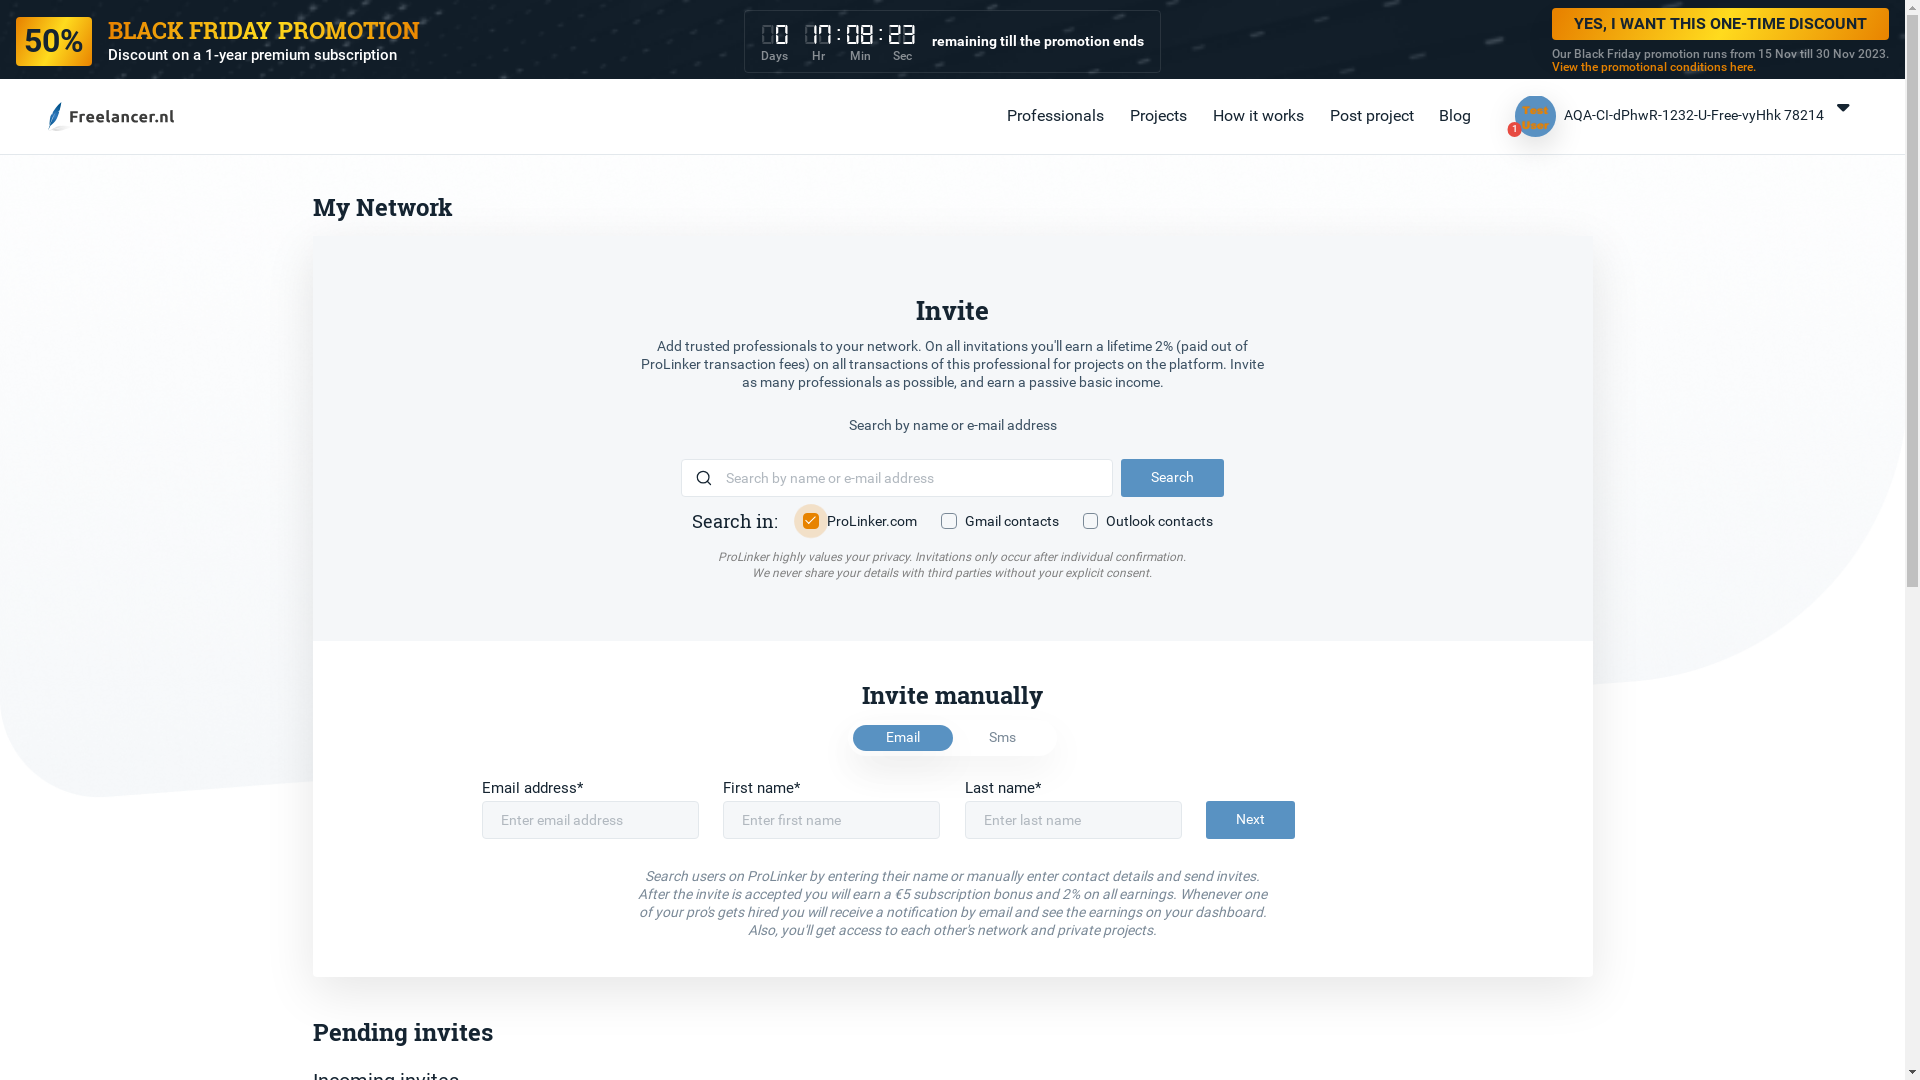 50%
BLACK FRIDAY PROMOTION
Discount on a 1-year premium subscription
0 17 : 08 : 23
Days Hr Min Sec
remaining till the promotion ends
YES, I WANT THIS ONE-TIME DISCOUNT
Our Black Friday promotion runs from 15 Nov till 30 Nov 2023.
View the promotional conditions here.
Freelancer.nl
Professionals
Projects
How it works
Post project
Blog
Test
User
1
AQA-CI-dPhwR-1232-U-Free-vyHhk 78214
My Network
Invite
Add trusted professionals to your network. On all invitations you'll earn a lifetime 2% (paid out of
ProLinker transaction fees) on all transactions of this professional for projects on the platform. Invite
as many professionals as possible, and earn a passive basic income.
Search by name or e-mail address
Search by name or e-mail address
Search
Search in:
ProLinker.com
Gmail contacts
Outlook contacts
ProLinker highly values your privacy. Invitations only occur after individual confirmation.
We never share your details with third parties without your explicit consent.
Invite manually
Email
Sms
Email address*
First name*
Last name*
Enter email address
Enter first name
Enter last name
Next
Search users on ProLinker by entering their name or manually enter contact details and send invites.
After the invite is accepted you will earn a €5 subscription bonus and 2% on all earnings. Whenever one
of your pro's gets hired you will receive a notification by email and see the earnings on your dashboard.
Also, you'll get access to each other's network and private projects.
Pending invites
Incoming invites